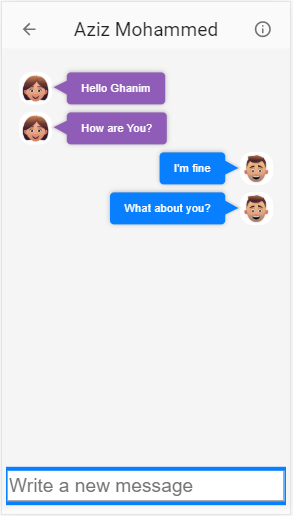 Aziz Mohammed
Hello Ghanim
How are You?
I'm fine
What about you?
Write a new message